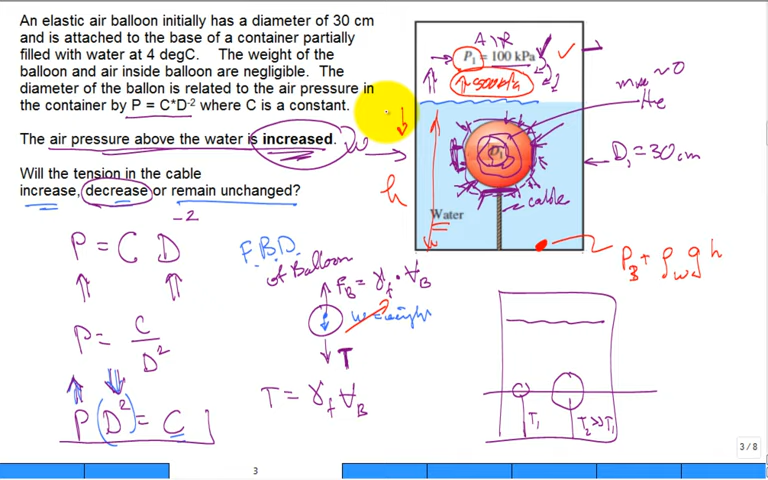 An elastic air balloon initially has a diameter of 30 cm
and is attached to the base of a container partially
filled with water at 4 degC. The weight of the
balloon and air inside balloon are negligible. The
diameter of the ballon is related to the air pressure in
the container by P = C*D-2 where C is a constant.
The air pressure above the water is increased.
Will the tension in the cable
increase, decrease or remain unchanged?
AIR
P1 = 100 kPa
↑ 500 kPa
m ~0
He
P1
D1 = 30 cm
h
cable
Water
PB + ρw g h
P = C D-2
P = C / D2
P (D2) = C
F.B.D.
of Balloon
FB = γf · VB
w = weight
T
T = γf VB
T1
T2 >> T1
3 / 8
3